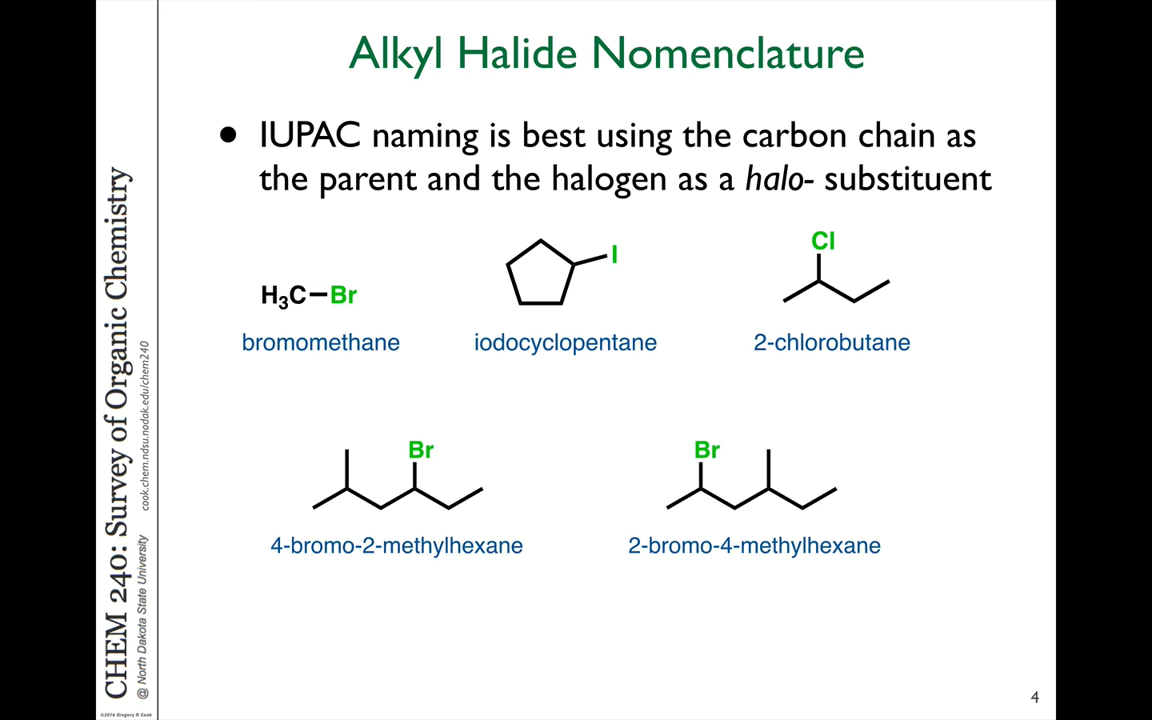 Alkyl Halide Nomenclature
• IUPAC naming is best using the carbon chain as
the parent and the halogen as a halo- substituent
H₃C–Br
bromomethane
I
iodocyclopentane
Cl
2-chlorobutane
Br
4-bromo-2-methylhexane
Br
2-bromo-4-methylhexane
CHEM 240: Survey of Organic Chemistry
@ North Dakota State University cook.chem.ndsu.nodak.edu/chem240
©2016 Gregory R Cook
4